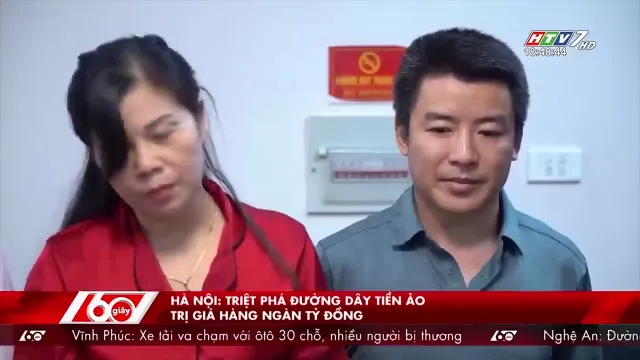 HTV7 HD
18:48:44
60 giây
HÀ NỘI: TRIỆT PHÁ ĐƯỜNG DÂY TIỀN ẢO
TRỊ GIÁ HÀNG NGÀN TỶ ĐỒNG
60 Vĩnh Phúc: Xe tải va chạm với ôtô 30 chỗ, nhiều người bị thương 60 Nghệ An: Đườn